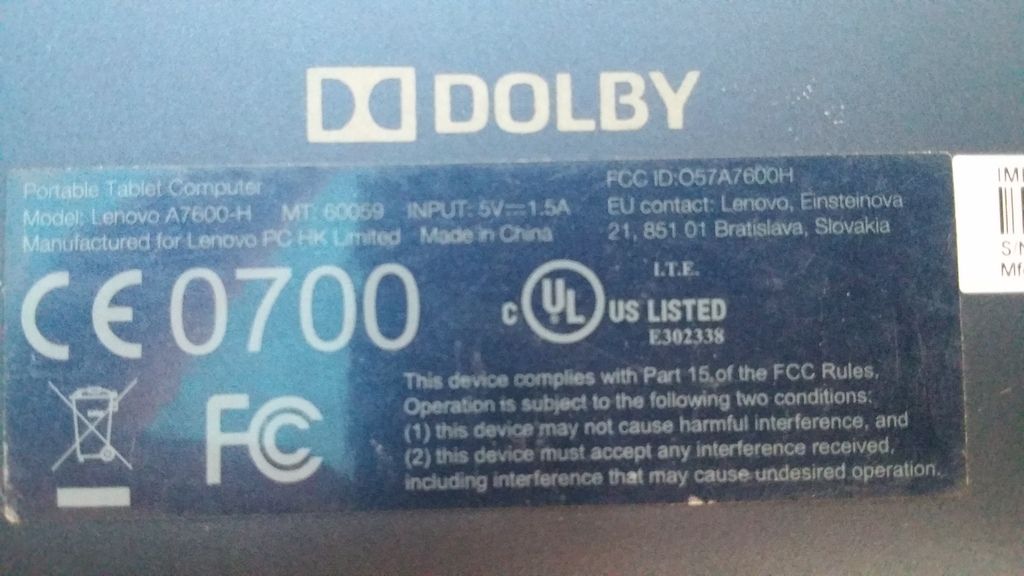 DOLBY
Portable Tablet Computer
Model: Lenovo A7600-H MT: 60059 INPUT: 5V⎓1.5A
Manufactured for Lenovo PC HK Limited Made in China
FCC ID:O57A7600H
EU contact: Lenovo, Einsteinova
21, 851 01 Bratislava, Slovakia
CE 0700
I.T.E.
C UL US LISTED
E302338
FC
This device complies with Part 15 of the FCC Rules.
Operation is subject to the following two conditions:
(1) this device may not cause harmful interference, and
(2) this device must accept any interference received,
including interference that may cause undesired operation.
S/N